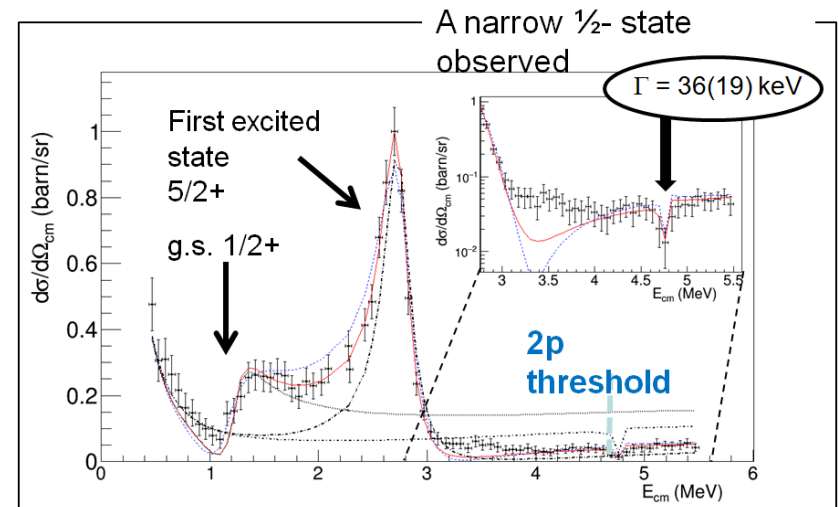 A narrow ½- state
observed
Γ = 36(19) keV
First excited
state
5/2+
g.s. 1/2+
2p
threshold
dσ/dΩcm (barn/sr)
1
0.8
0.6
0.4
0.2
0
0 1 2 3 4 5 6
Ecm (MeV)
dσ/dΩcm (barn/sr)
1
10⁻¹
10⁻²
3 3.5 4 4.5 5 5.5
Ecm (MeV)